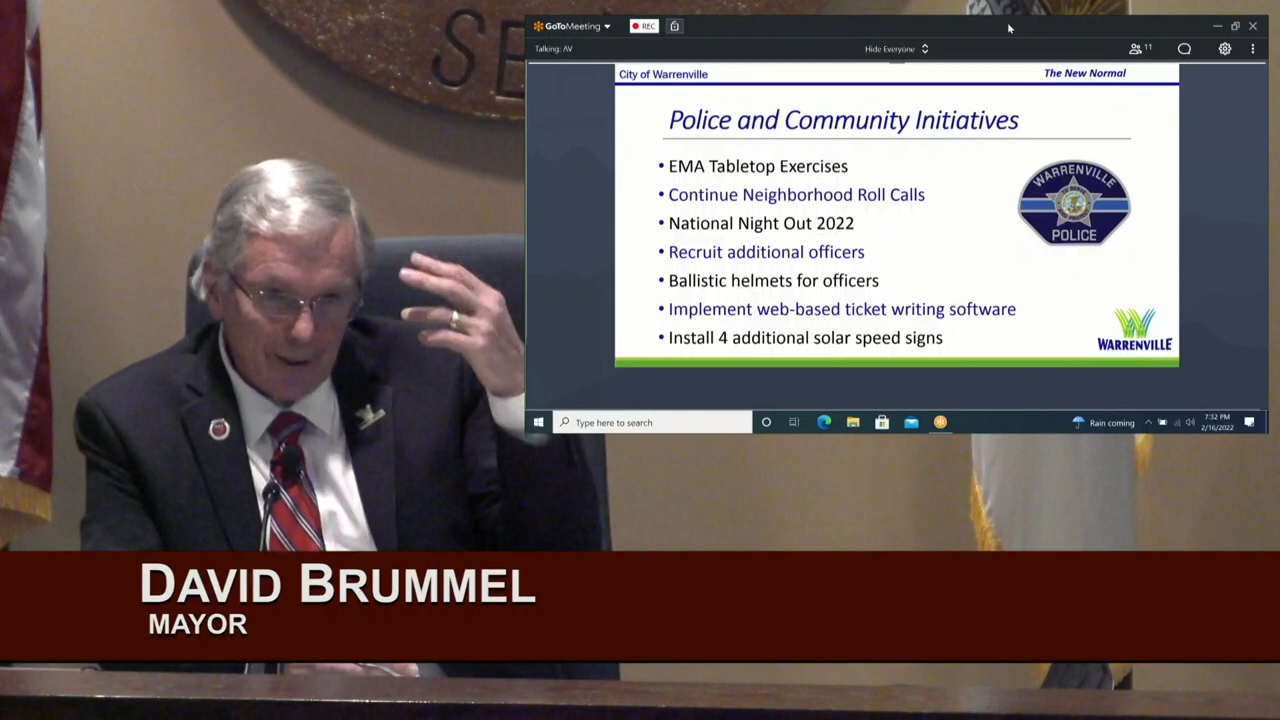 SE
GoToMeeting
REC
Talking: AV
Hide Everyone
11
City of Warrenville
The New Normal
Police and Community Initiatives
• EMA Tabletop Exercises
• Continue Neighborhood Roll Calls
• National Night Out 2022
• Recruit additional officers
• Ballistic helmets for officers
• Implement web-based ticket writing software
• Install 4 additional solar speed signs
WARRENVILLE
POLICE
WARRENVILLE
Type here to search
Rain coming
7:32 PM
2/16/2022
DAVID BRUMMEL
MAYOR